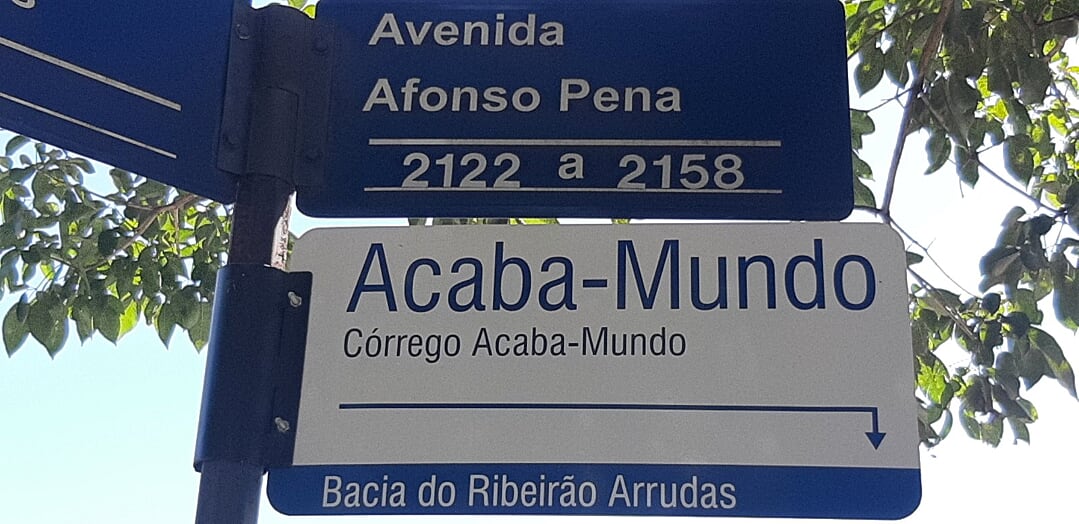 Avenida
Afonso Pena
2122 a 2158
Acaba-Mundo
Córrego Acaba-Mundo
Bacia do Ribeirão Arrudas